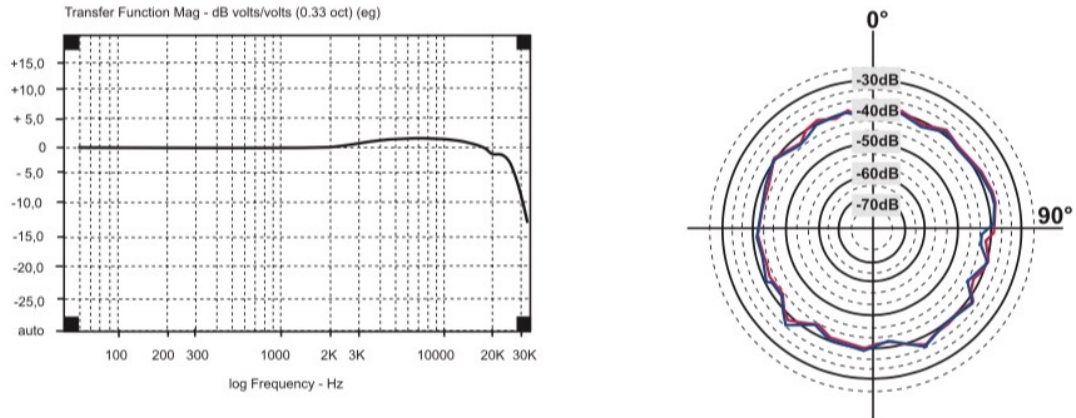 Transfer Function Mag - dB volts/volts (0.33 oct) (eg)
+15,0
+10,0
+ 5,0
0
-5,0
-10,0
-15,0
-20,0
-25,0
auto
100 200 300 1000 2K 3K 10000 20K 30K
log Frequency - Hz
0°
-30dB
-40dB
-50dB
-60dB
-70dB
90°